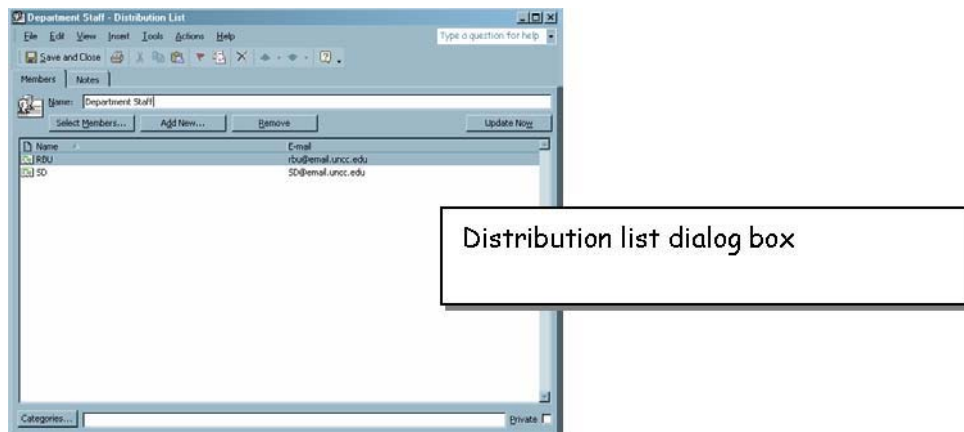 Department Staff - Distribution List
File Edit View Insert Tools Actions Help Type a question for help
Save and Close
Members Notes
Name: Department Staff
Select Members... Add New... Remove Update Now
Name E-mail
RBU rbu@email.uncc.edu
SD SD@email.uncc.edu
Distribution list dialog box
Categories... Private